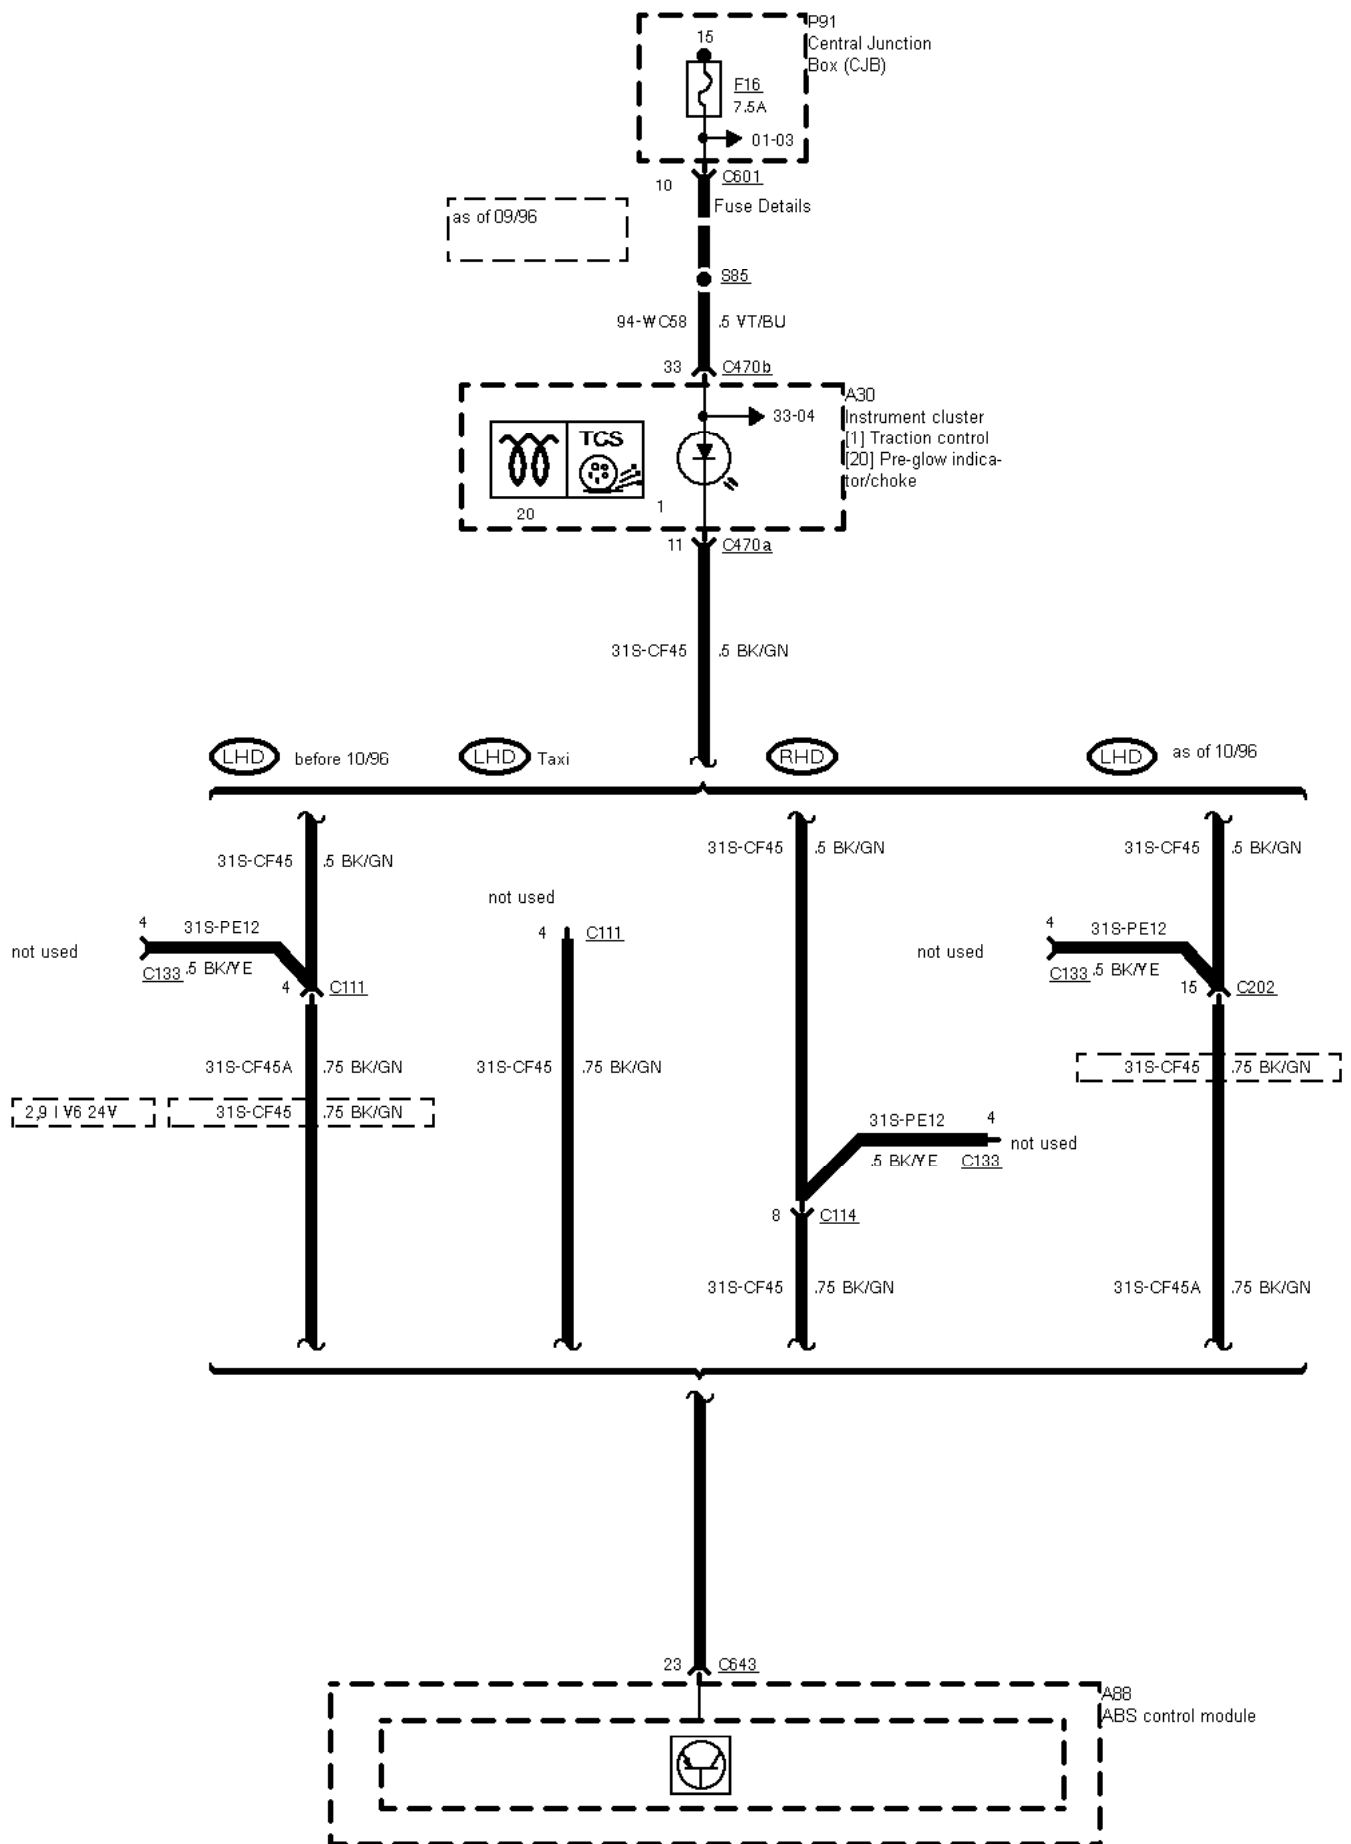 P91
15
Central Junction
Box (CJB)
F16
7.5A
01-03
10
C601
Fuse Details
as of 09/96
S85
94-WC58
.5 VT/BU
33
C470b
A30
Instrument cluster
[1] Traction control
[20] Pre-glow indica-
tor/choke
33-04
TCS
20
1
11
C470a
31S-CF45
.5 BK/GN
LHD
before 10/96
LHD
Taxi
RHD
LHD
as of 10/96
31S-CF45
.5 BK/GN
31S-CF45
.5 BK/GN
31S-CF45
.5 BK/GN
not used
4
C111
not used
4
31S-PE12
C133
.5 BK/YE
4
C111
not used
4
31S-PE12
C133
.5 BK/YE
15
C202
31S-CF45A
.75 BK/GN
31S-CF45
.75 BK/GN
31S-CF45
.75 BK/GN
2,9 l V6 24V
31S-CF45
.75 BK/GN
31S-PE12
4
.5 BK/YE
C133
not used
8
C114
31S-CF45
.75 BK/GN
31S-CF45A
.75 BK/GN
23
C643
A88
ABS control module